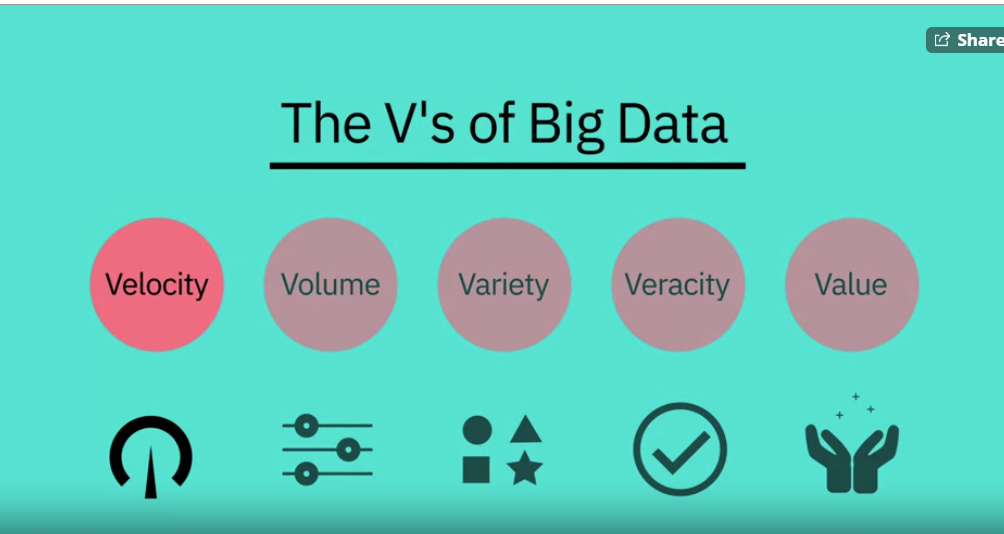 Share
The V's of Big Data
Velocity Volume Variety Veracity Value